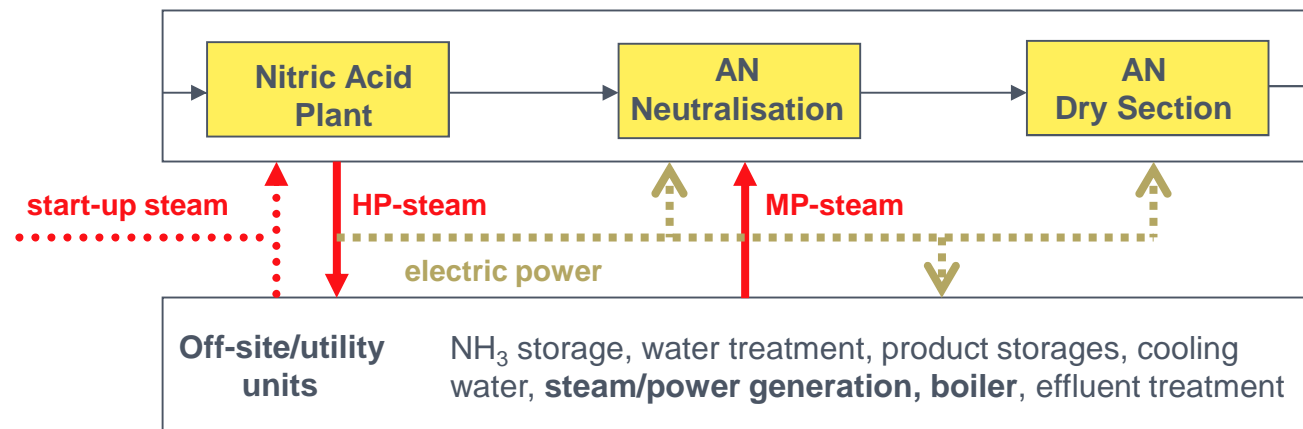 Nitric Acid
Plant
AN
Neutralisation
AN
Dry Section
start-up steam
HP-steam
MP-steam
electric power
Off-site/utility
units
NH₃ storage, water treatment, product storages, cooling
water, steam/power generation, boiler, effluent treatment